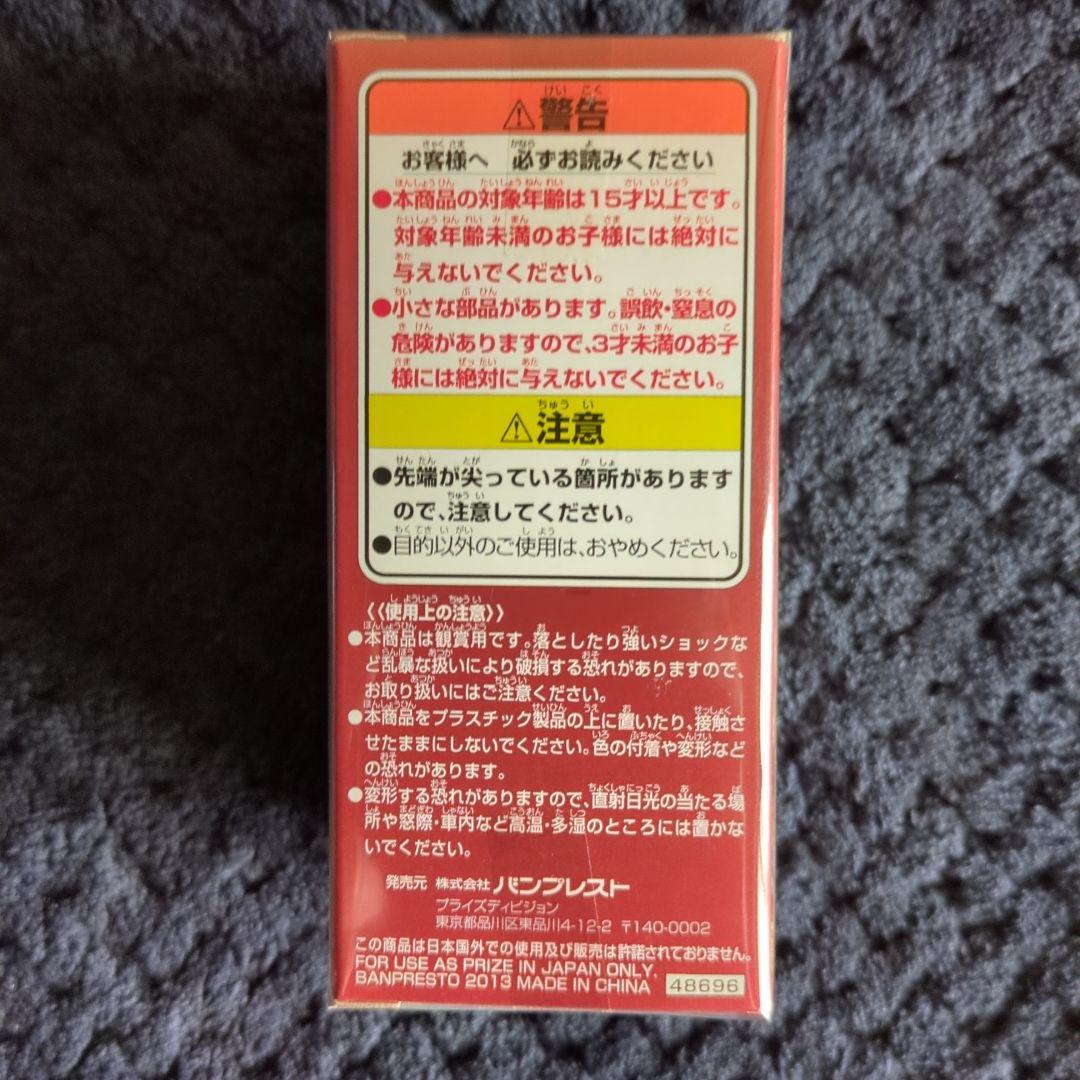 ⚠警告
お客様へ 必ずお読みください
●本商品の対象年齢は15才以上です。
対象年齢未満のお子様には絶対に
与えないでください。
●小さな部品があります。誤飲・窒息の
危険がありますので、3才未満のお子
様には絶対に与えないでください。
⚠注意
●先端が尖っている箇所があります
ので、注意してください。
●目的以外のご使用は、おやめください。
《使用上の注意》
●本商品は観賞用です。落としたり強いショックな
ど乱暴な扱いにより破損する恐れがありますので、
お取り扱いにはご注意ください。
●本商品をプラスチック製品の上に置いたり、接触さ
せたままにしないでください。色の付着や変形など
の恐れがあります。
●変形する恐れがありますので、直射日光の当たる場
所や窓際・車内など高温・多湿のところには置かな
いでください。
発売元 株式会社 バンプレスト
プライズディビジョン
東京都品川区東品川4-12-2 〒140-0002
この商品は日本国外での使用及び販売は許諾されておりません。
FOR USE AS PRIZE IN JAPAN ONLY.
BANPRESTO 2013 MADE IN CHINA 48696